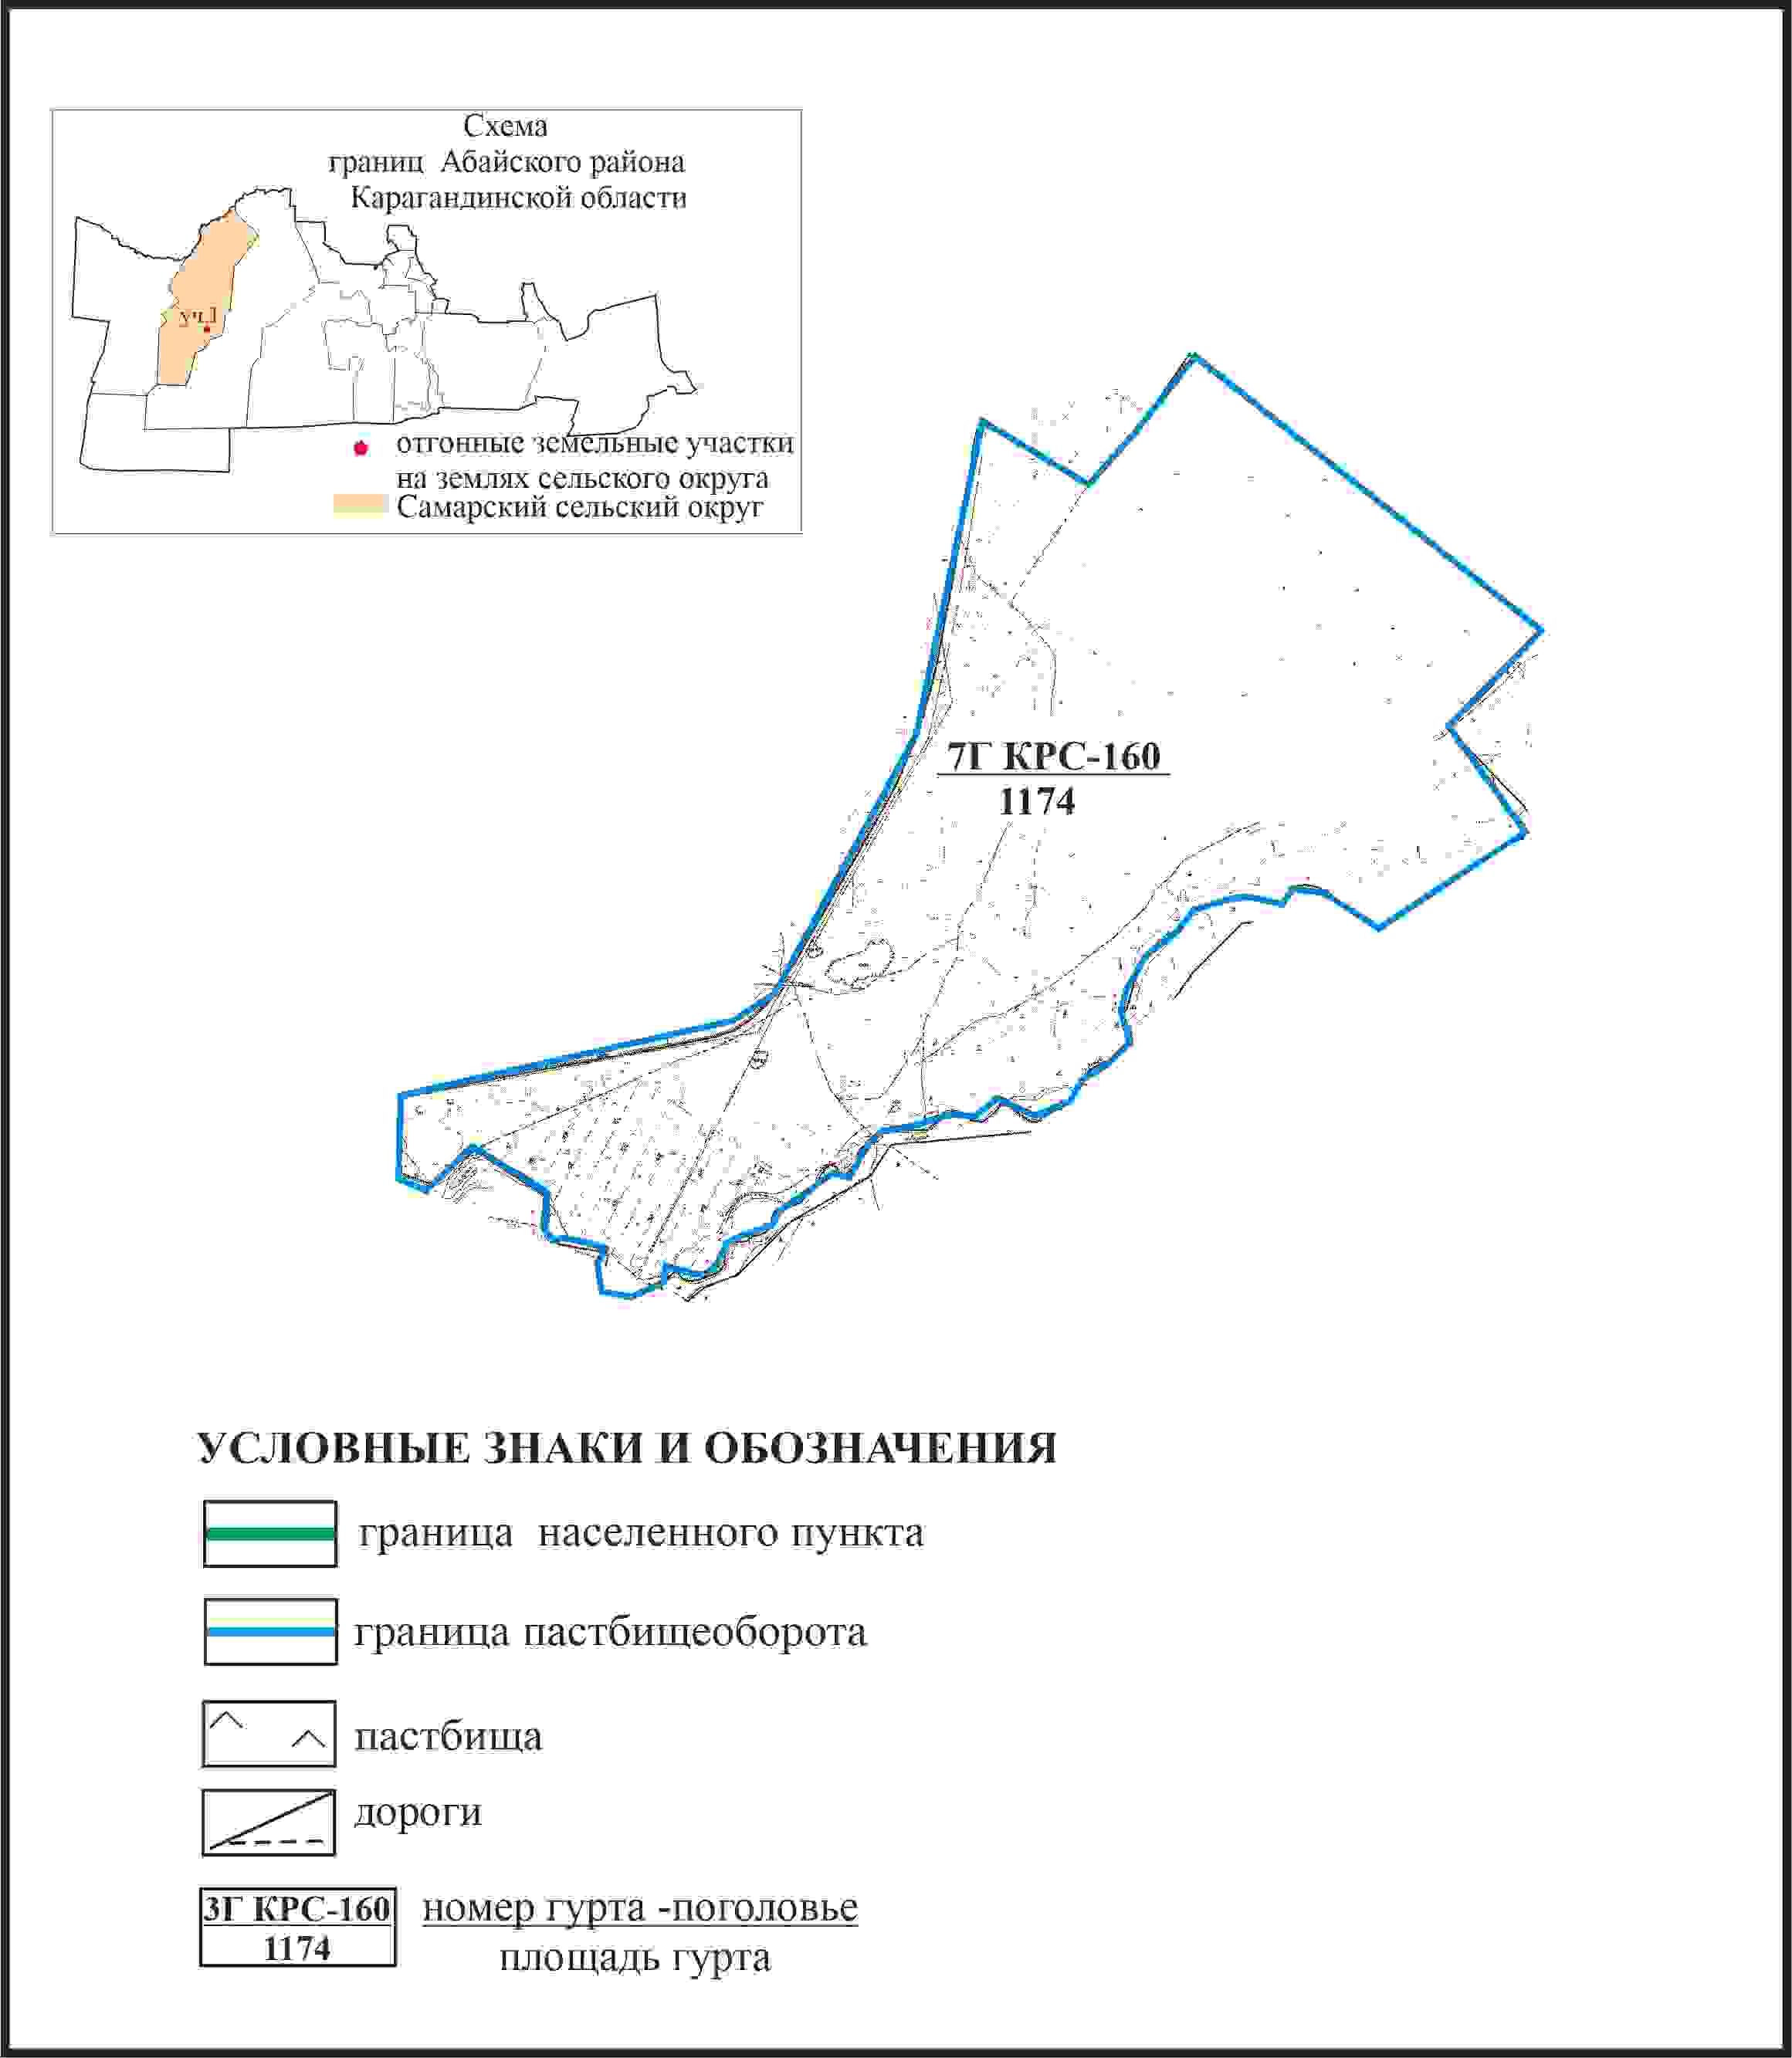 Схема
границ Абайского района
Карагандинской области
уч.1
отгонные земельные участки
на землях сельского округа
Самарский сельский округ
7Г КРС-160
1174
УСЛОВНЫЕ ЗНАКИ И ОБОЗНАЧЕНИЯ
граница населенного пункта
граница пастбищеоборота
пастбища
дороги
3Г КРС-160
1174
номер гурта -поголовье
площадь гурта